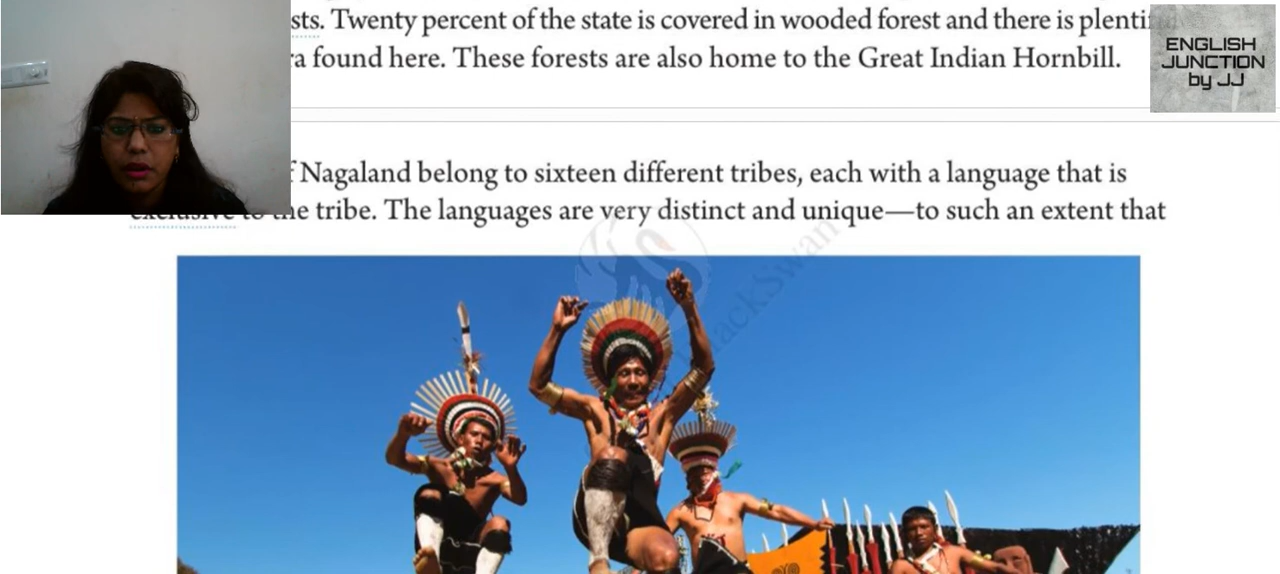 sts. Twenty percent of the state is covered in wooded forest and there is plenti
ra found here. These forests are also home to the Great Indian Hornbill.
ENGLISH
JUNCTION
by JJ
f Nagaland belong to sixteen different tribes, each with a language that is
exclusive to the tribe. The languages are very distinct and unique—to such an extent that
BlackSwan